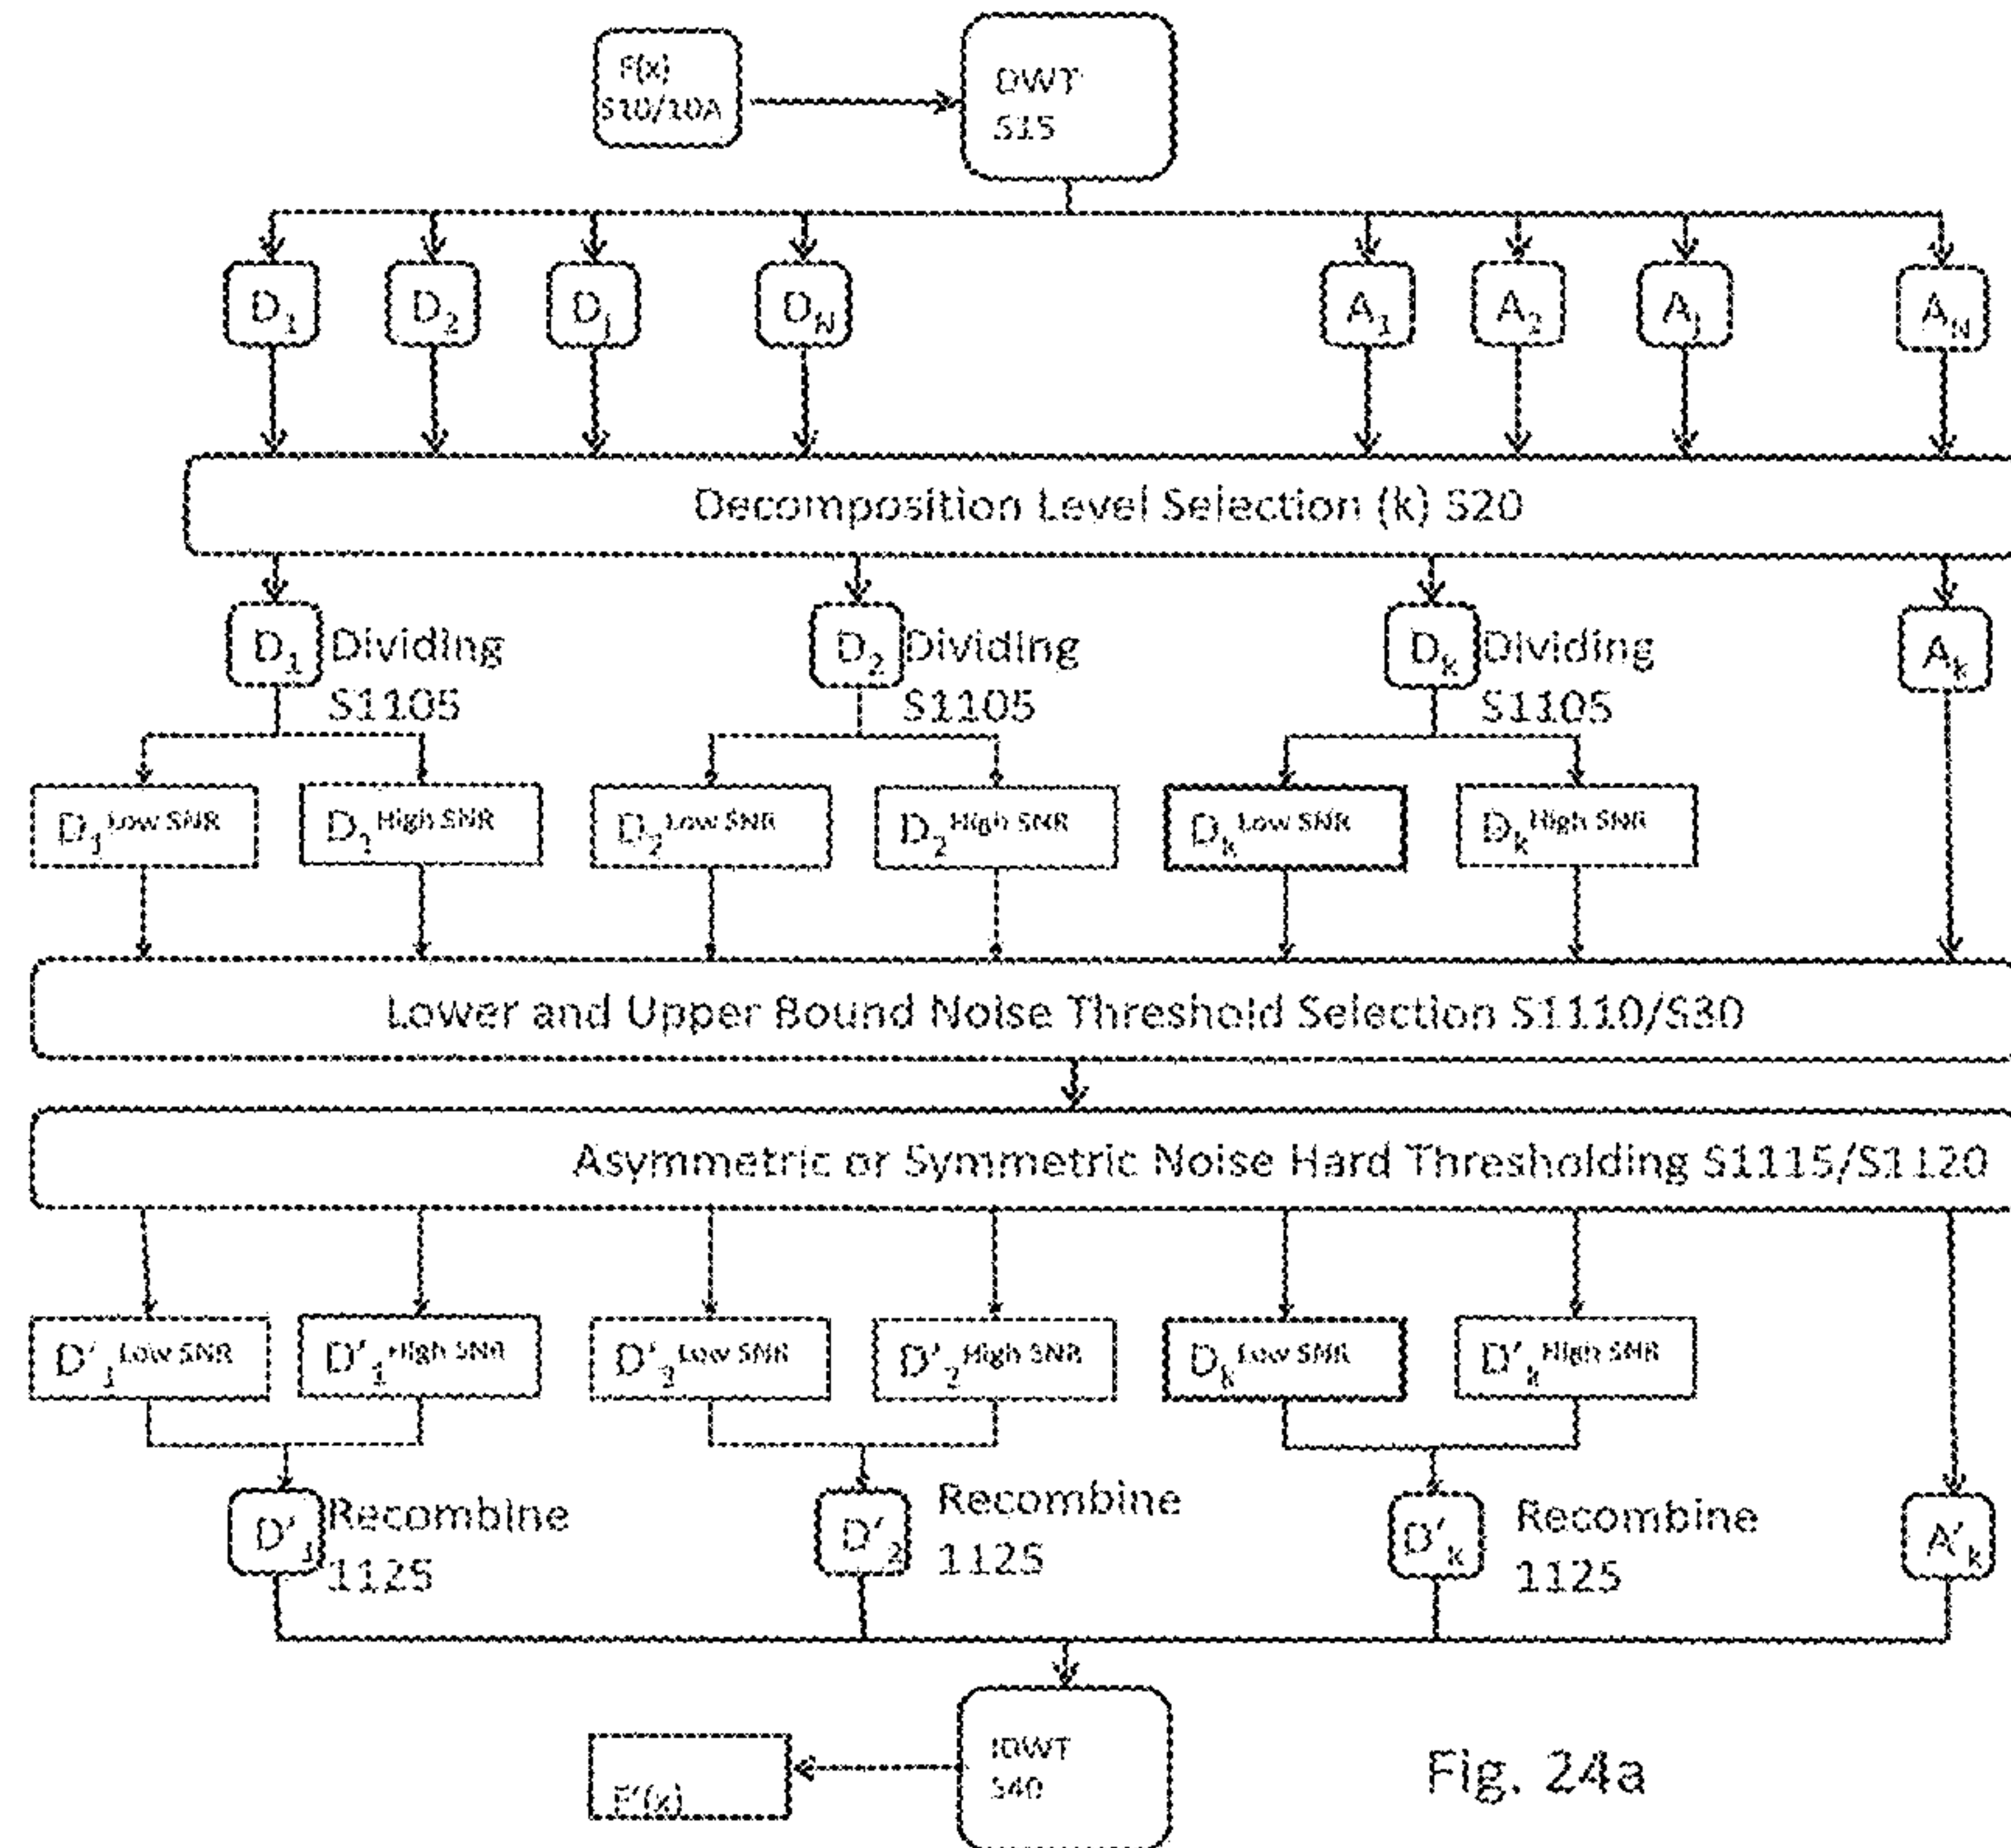 F(x)
S10/10A
DWT
S15
D1 D2 Dj DN A1 A2 Aj AN
Decomposition Level Selection (k) S20
D1 Dividing S1105
D2 Dividing S1105
Dk Dividing S1105
Ak
D1 Low SNR
D1 High SNR
D2 Low SNR
D2 High SNR
Dk Low SNR
Dk High SNR
Lower and Upper Bound Noise Threshold Selection S1110/S30
Asymmetric or Symmetric Noise Hard Thresholding S1115/S1120
D'1 Low SNR
D'1 High SNR
D'2 Low SNR
D'2 High SNR
Dk Low SNR
D'k High SNR
D'1 Recombine 1125
D'2 Recombine 1125
D'k Recombine 1125
A'k
IDWT
S40
F'(x)
Fig. 24a